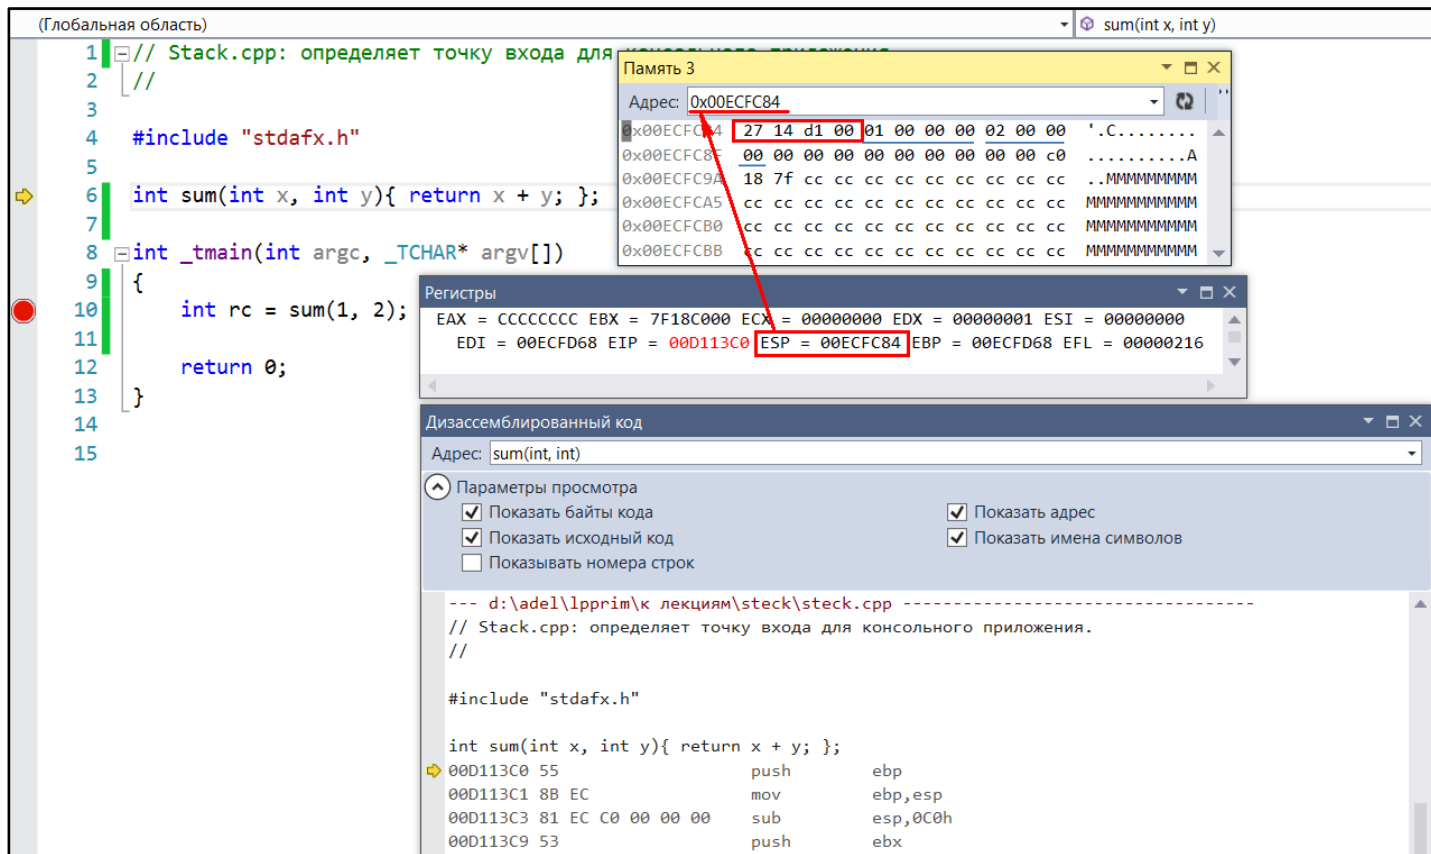 (Глобальная область)
sum(int x, int y)
1 // Stack.cpp: определяет точку входа для
2 //
3
4 #include "stdafx.h"
5
6 int sum(int x, int y){ return x + y; };
7
8 int _tmain(int argc, _TCHAR* argv[])
9 {
10 int rc = sum(1, 2);
11
12 return 0;
13 }
14
15
Память 3
Адрес: 0x00ECFC84
0x00ECFC84 27 14 d1 00 01 00 00 00 02 00 00 '.С........
0x00ECFC8F 00 00 00 00 00 00 00 00 00 00 c0 ..........А
0x00ECFC9A 18 7f cc cc cc cc cc cc cc cc cc ..МММММММММ
0x00ECFCA5 cc cc cc cc cc cc cc cc cc cc cc МММММММММММ
0x00ECFCB0 cc cc cc cc cc cc cc cc cc cc cc МММММММММММ
0x00ECFCBB cc cc cc cc cc cc cc cc cc cc cc МММММММММММ
Регистры
EAX = CCCCCCCC EBX = 7F18C000 ECX = 00000000 EDX = 00000001 ESI = 00000000
EDI = 00ECFD68 EIP = 00D113C0 ESP = 00ECFC84 EBP = 00ECFD68 EFL = 00000216
Дизассемблированный код
Адрес: sum(int, int)
Параметры просмотра
Показать байты кода
Показать адрес
Показать исходный код
Показать имена символов
Показывать номера строк
--- d:\adel\lpprim\к лекциям\steck\steck.cpp -----------------------------------
// Stack.cpp: определяет точку входа для консольного приложения.
//
#include "stdafx.h"
int sum(int x, int y){ return x + y; };
00D113C0 55 push ebp
00D113C1 8B EC mov ebp,esp
00D113C3 81 EC C0 00 00 00 sub esp,0C0h
00D113C9 53 push ebx